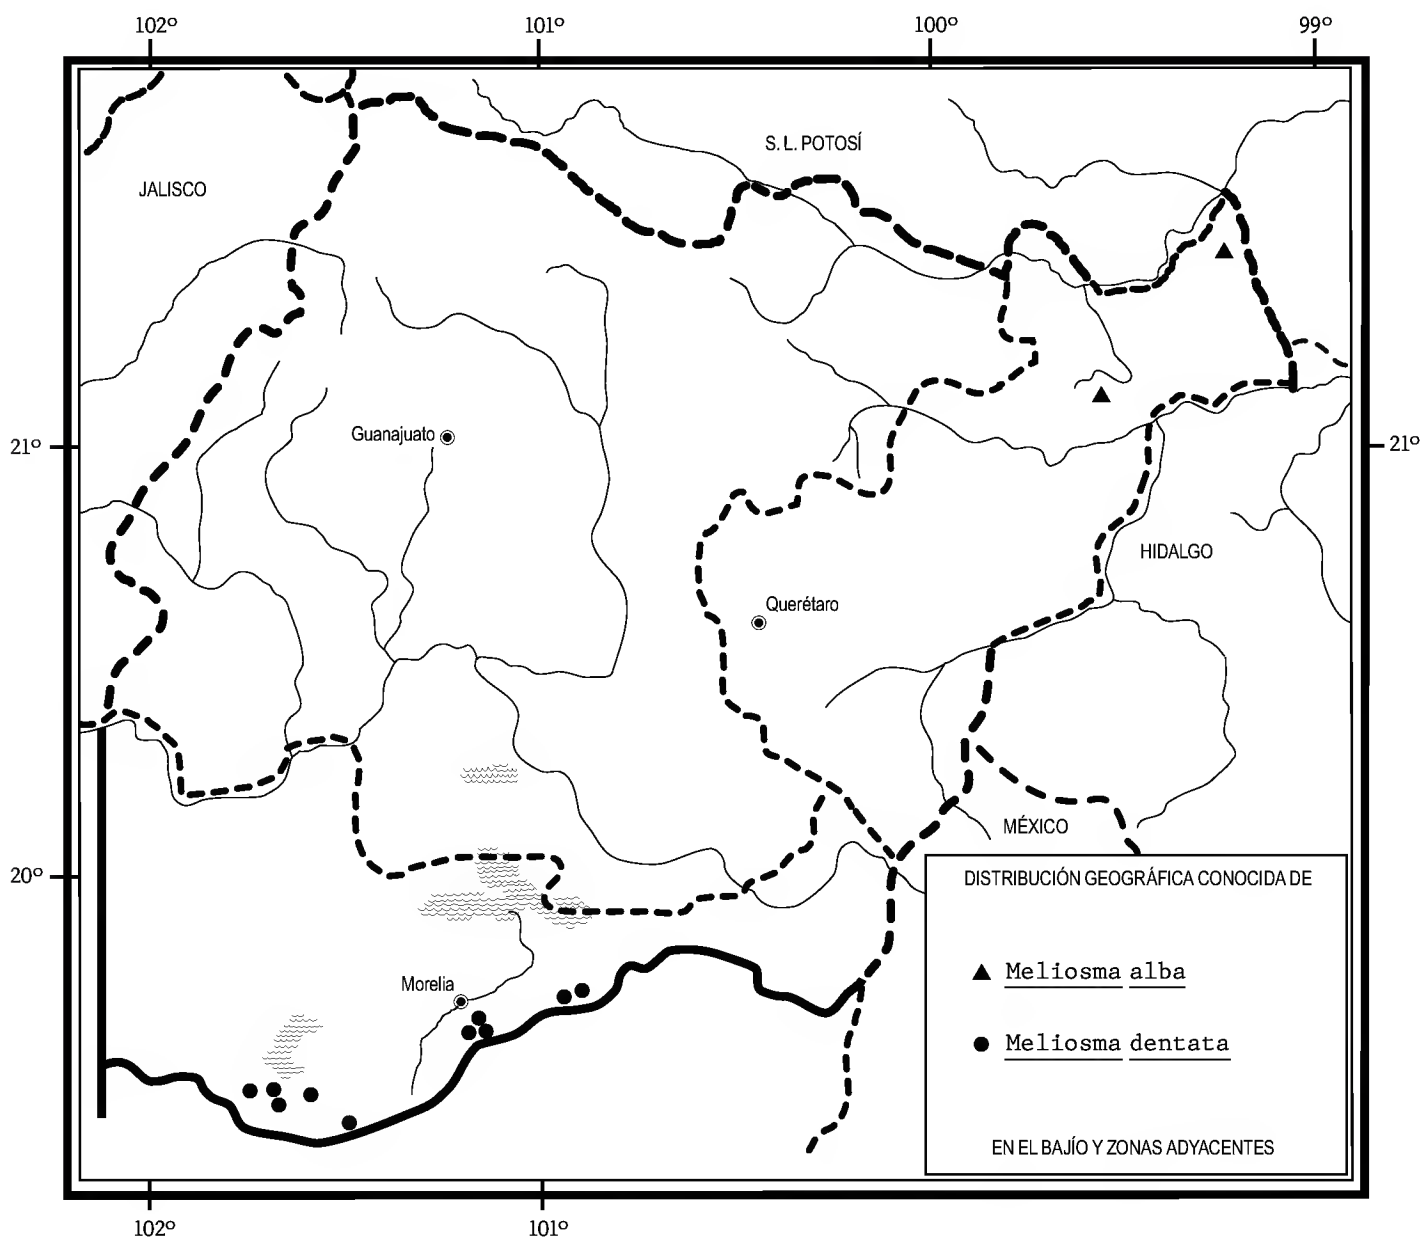 102º 101º 100º 99º
S. L. POTOSÍ
JALISCO
Guanajuato
21º 21º
HIDALGO
Querétaro
MÉXICO
20º
DISTRIBUCIÓN GEOGRÁFICA CONOCIDA DE
Meliosma alba
Morelia
Meliosma dentata
EN EL BAJÍO Y ZONAS ADYACENTES
102º 101º